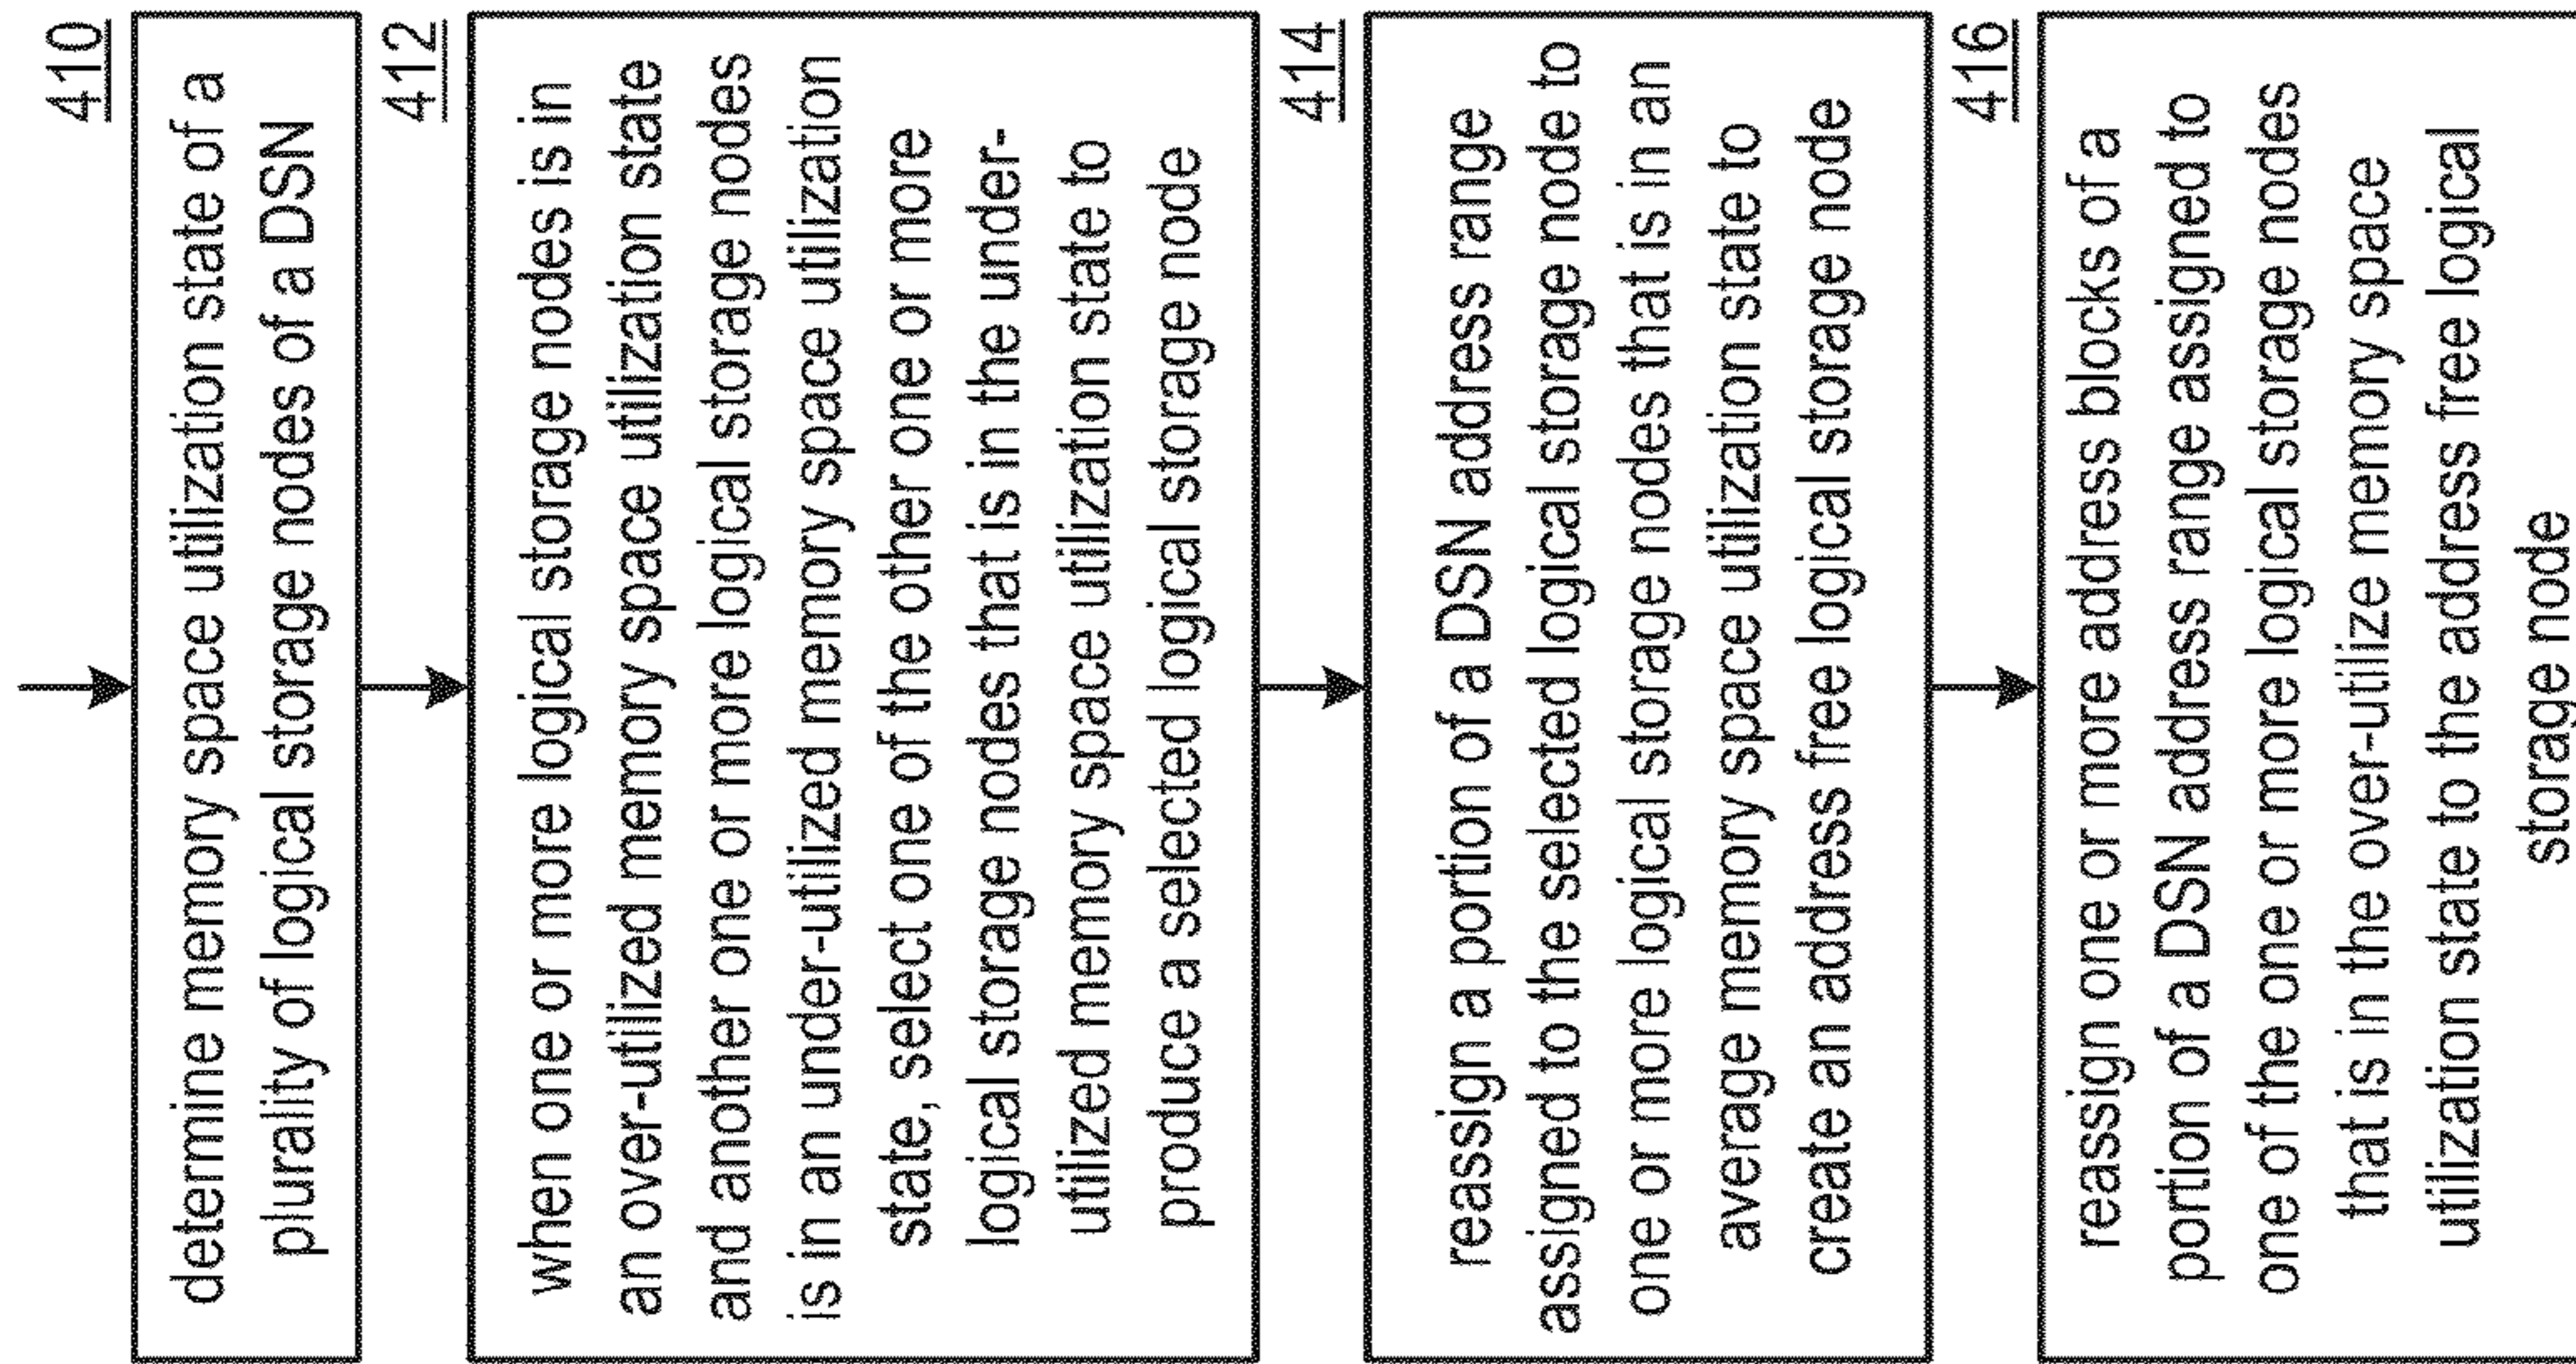 410
determine memory space utilization state of a
plurality of logical storage nodes of a DSN
412
when one or more logical storage nodes is in
an over-utilized memory space utilization state
and another one or more logical storage nodes
is in an under-utilized memory space utilization
state, select one of the other one or more
logical storage nodes that is in the under-
utilized memory space utilization state to
produce a selected logical storage node
414
reassign a portion of a DSN address range
assigned to the selected logical storage node to
one or more logical storage nodes that is in an
average memory space utilization state to
create an address free logical storage node
416
reassign one or more address blocks of a
portion of a DSN address range assigned to
one of the one or more logical storage nodes
that is in the over-utilize memory space
utilization state to the address free logical
storage node